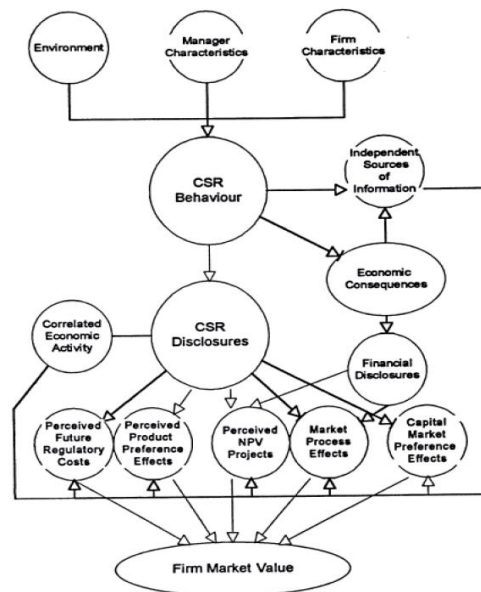 Environment
Manager
Characteristics
Firm
Characteristics
CSR
Behaviour
Independent
Sources
of
Information
Economic
Consequences
Correlated
Economic
Activity
CSR
Disclosures
Financial
Disclosures
Perceived
Future
Regulatory
Costs
Perceived
Product
Preference
Effects
Perceived
NPV
Projects
Market
Process
Effects
Capital
Market
Preference
Effects
Firm Market Value